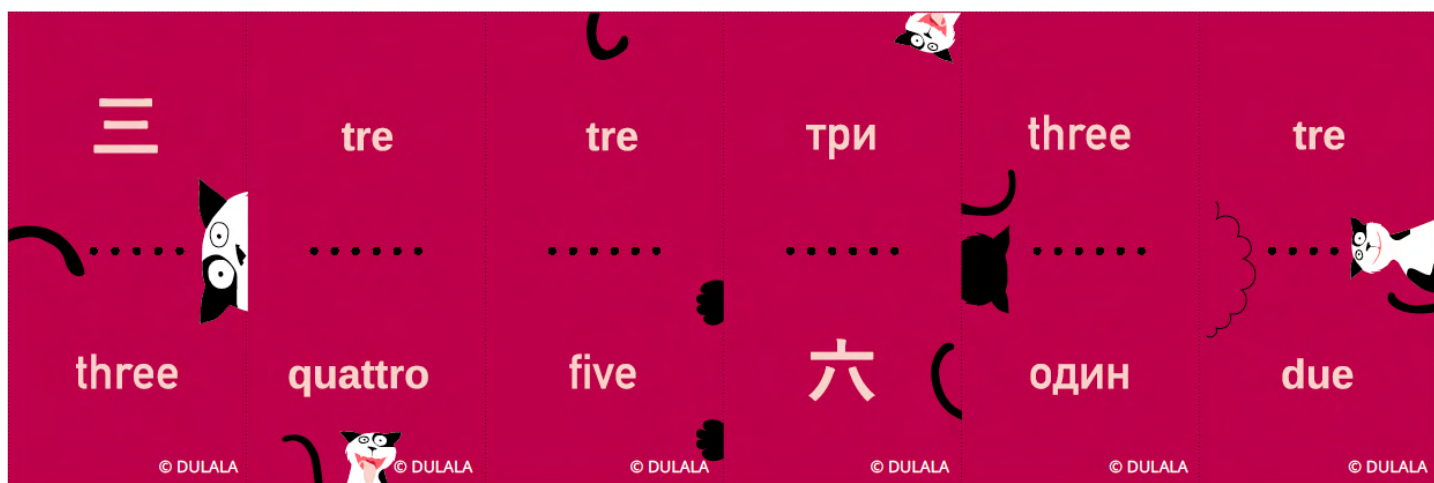 三
tre
tre
три
three
tre
three
quattro
five
六
один
due
© DULALA
© DULALA
© DULALA
© DULALA
© DULALA
© DULALA